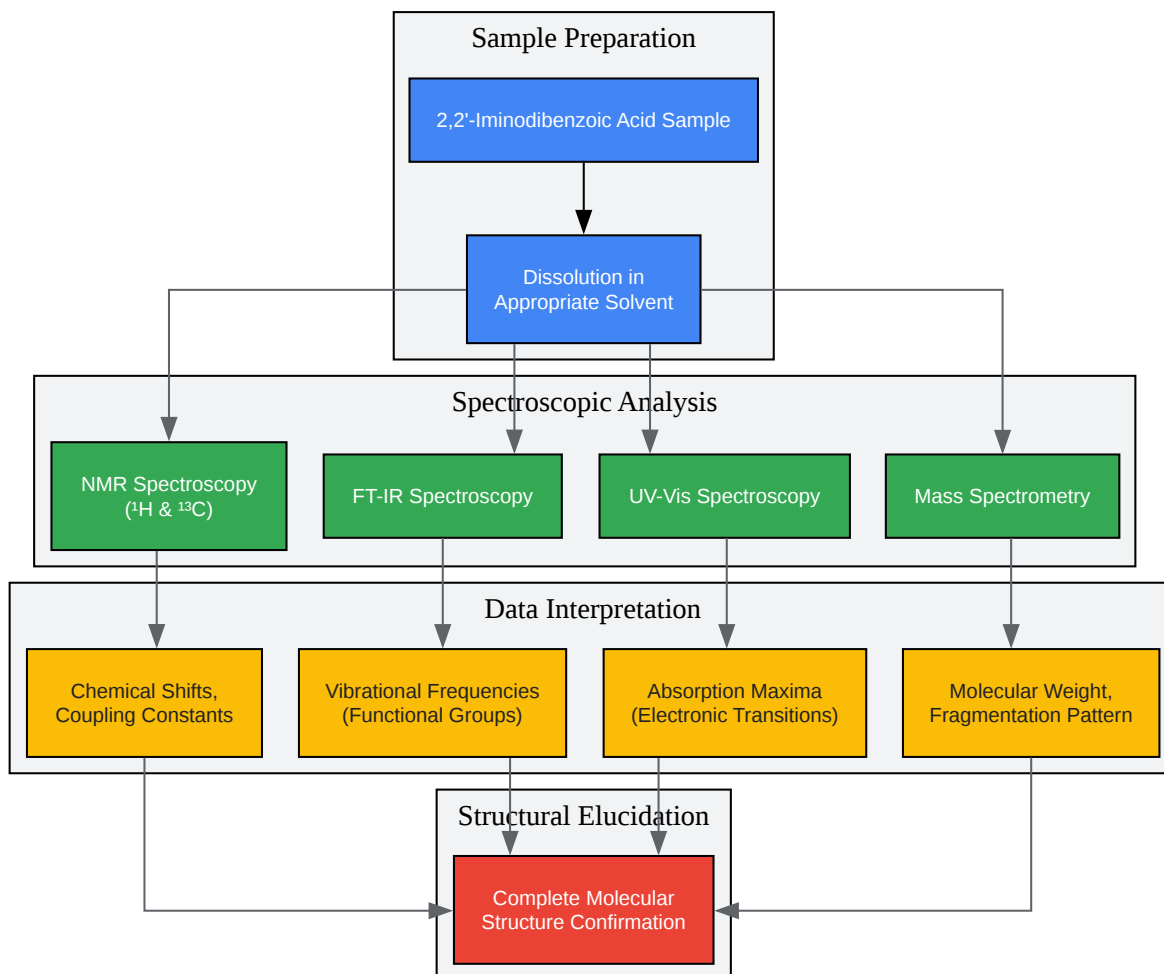 Sample Preparation
2,2'-Iminodibenzoic Acid Sample
Dissolution in
Appropriate Solvent
Spectroscopic Analysis
NMR Spectroscopy
(¹H & ¹³C)
FT-IR Spectroscopy
UV-Vis Spectroscopy
Mass Spectrometry
Data Interpretation
Chemical Shifts,
Coupling Constants
Vibrational Frequencies
(Functional Groups)
Absorption Maxima
(Electronic Transitions)
Molecular Weight,
Fragmentation Pattern
Structural Elucidation
Complete Molecular
Structure Confirmation